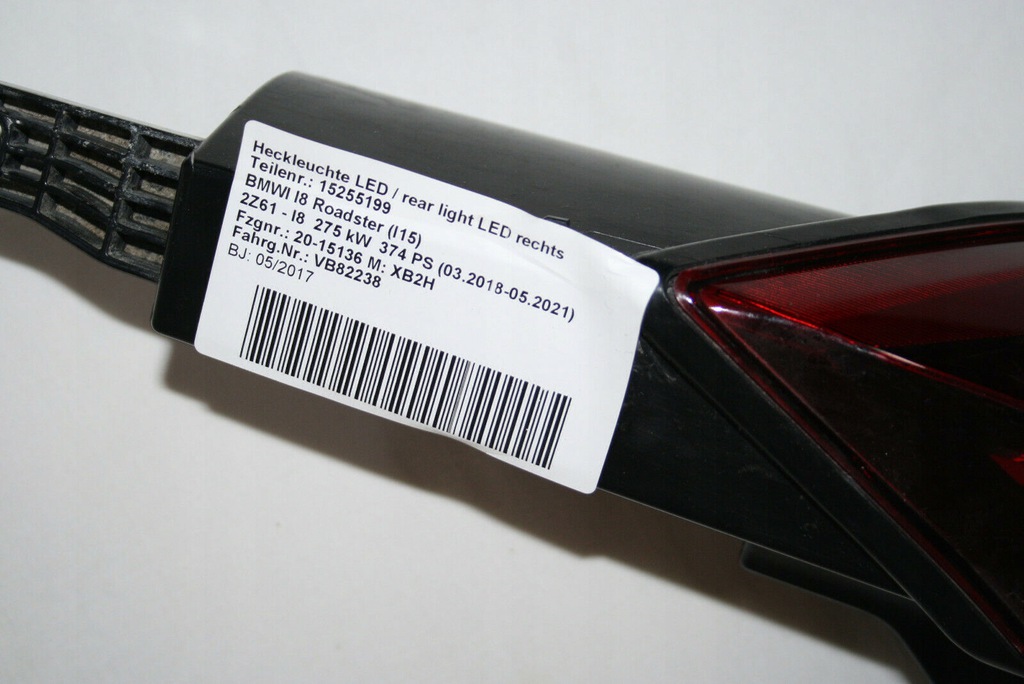 Heckleuchte LED / rear light LED rechts
Teilenr.: 15255199
BMWI I8 Roadster (I15)
2Z61 - I8 275 kW 374 PS (03.2018-05.2021)
Fzgnr.: 20-15136 M: XB2H
Fahrg.Nr.: VB82238
BJ: 05/2017